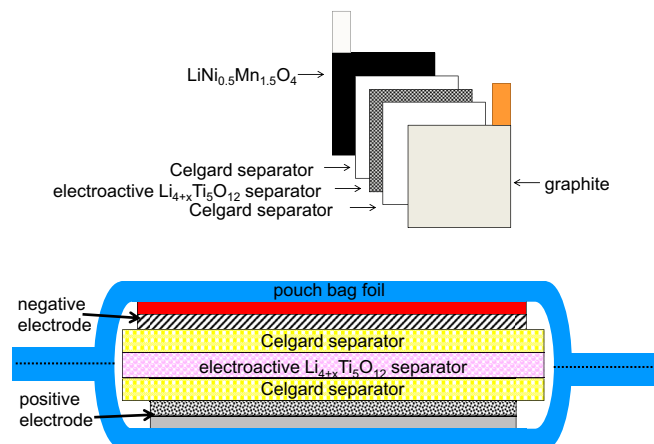 LiNi₀.₅Mn₁.₅O₄
Celgard separator
electroactive Li₄₊ₓTi₅O₁₂ separator
Celgard separator
graphite
pouch bag foil
negative
electrode
Celgard separator
electroactive Li₄₊ₓTi₅O₁₂ separator
Celgard separator
positive
electrode